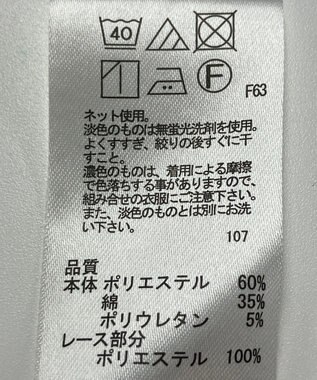 40
F
F63
ネット使用。
淡色のものは無蛍光洗剤を使用。
よくすすぎ、絞りの後すぐに干
すこと。
濃色のものは、着用による摩擦
で色落ちする事がありますので、
組み合せの衣服にご注意下さい。
また、淡色のものとは別にお洗
い下さい。
107
品質
本体 ポリエステル 60%
綿 35%
ポリウレタン 5%
レース部分
ポリエステル 100%